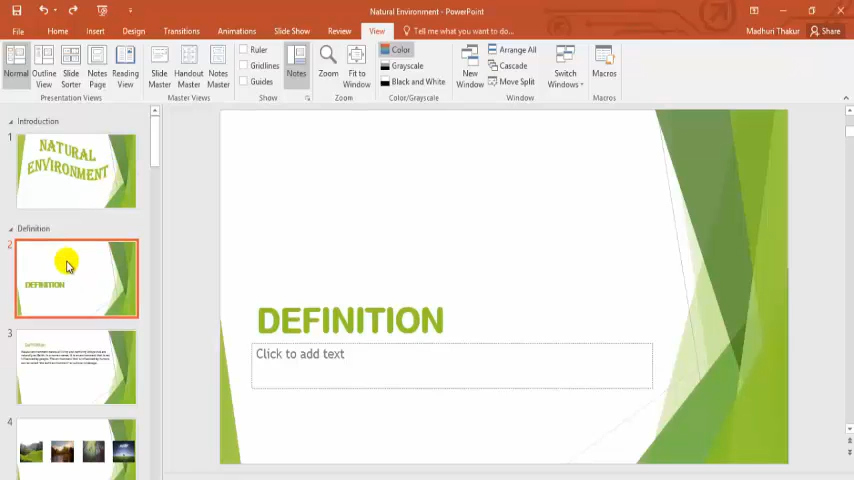 Natural Environment - PowerPoint
File Home Insert Design Transitions Animations Slide Show Review View Tell me what you want to do... Madhuri Thakur Share
Normal Outline View Slide Sorter Notes Page Reading View
Presentation Views
Slide Master Handout Master Notes Master
Master Views
Ruler
Gridlines
Guides
Show
Notes
Zoom Fit to Window
Zoom
Color
Grayscale
Black and White
Color/Grayscale
New Window
Arrange All
Cascade
Move Split
Switch Windows
Window
Macros
Macros
Introduction
1
NATURAL
ENVIRONMENT
Definition
2
DEFINITION
3
Definition
4
DEFINITION
Click to add text